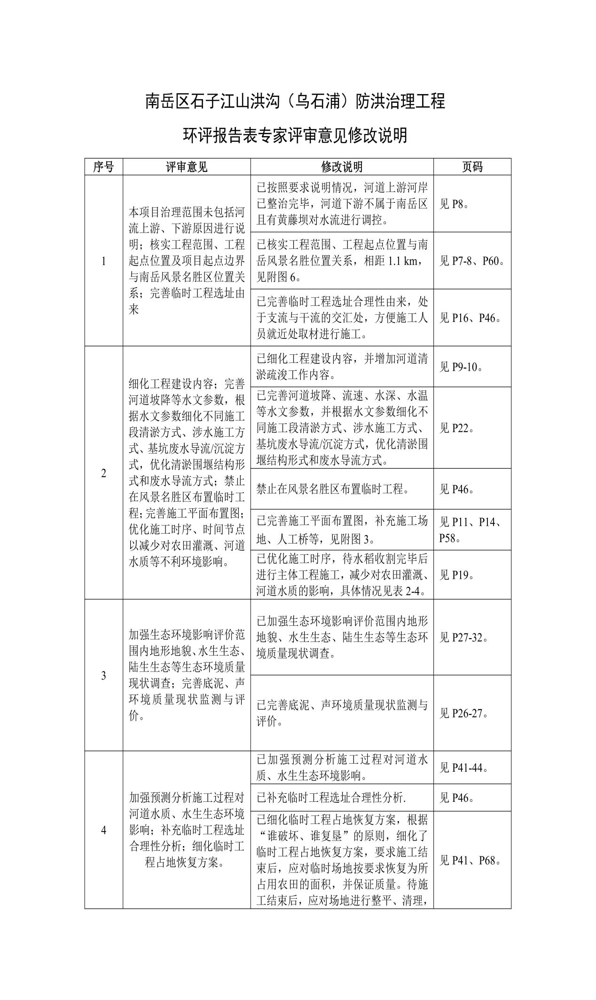 南岳区石子江山洪沟（乌石浦）防洪治理工程
环评报告表专家评审意见修改说明
序号 评审意见 修改说明 页码
1
本项目治理范围未包括河
流上游、下游原因进行说
明；核实工程范围、工程
起点位置及项目起点边界
与南岳风景名胜区位置关
系；完善临时工程选址由
来
已按照要求说明情况，河道上游河岸
已整治完毕，河道下游不属于南岳区
且有黄藤坝对水流进行调控。
见 P8。
已核实工程范围、工程起点位置与南
岳风景名胜位置关系，相距 1.1 km，
见附图 6。
见 P7-8、P60。
已完善临时工程选址合理性由来，处
于支流与干流的交汇处，方便施工人
员就近处取材进行施工。
见 P16、P46。
2
细化工程建设内容；完善
河道坡降等水文参数，根
据水文参数细化不同施工
段清淤方式、涉水施工方
式、基坑废水导流/沉淀方
式，优化清淤围堰结构形
式和废水导流方式；禁止
在风景名胜区布置临时工
程；完善施工平面布置图；
优化施工时序、时间节点
以减少对农田灌溉、河道
水质等不利环境影响。
已细化工程建设内容，并增加河道清
淤疏浚工作内容。
见 P9-10。
已完善河道坡降、流速、水深、水温
等水文参数，并根据水文参数细化不
同施工段清淤方式、涉水施工方式、
基坑废水导流/沉淀方式，优化清淤围
堰结构形式和废水导流方式。
见 P22。
禁止在风景名胜区布置临时工程。
见 P46。
已完善施工平面布置图，补充施工场
地、人工桥等，见附图 3。
见 P11、P14、
P58。
已优化施工时序，待水稻收割完毕后
进行主体工程施工，减少对农田灌溉、
河道水质的影响，具体情况见表 2-4。
见 P19。
3
加强生态环境影响评价范
围内地形地貌、水生生态、
陆生生态等生态环境质量
现状调查；完善底泥、声
环境质量现状监测与评
价。
已加强生态环境影响评价范围内地形
地貌、水生生态、陆生生态等生态环
境质量现状调查。
见 P27-32。
已完善底泥、声环境质量现状监测与
评价。
见 P26-27。
4
加强预测分析施工过程对
河道水质、水生生态环境
影响；补充临时工程选址
合理性分析；细化临时工
程占地恢复方案。
已加强预测分析施工过程对河道水
质、水生生态环境影响。
见 P41-44。
已补充临时工程选址合理性分析.
见 P46。
已细化临时工程占地恢复方案，根据
“谁破坏、谁复垦”的原则，细化了
临时工程占地恢复方案，要求施工结
束后，应对临时场地按要求恢复为所
占用农田的面积，并保证质量。待施
工结束后，应对场地进行整平、清理，
见 P41、P68。